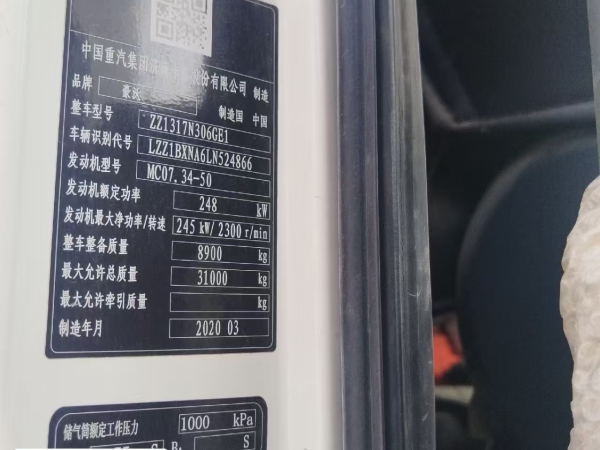 中国重汽集团济 份有限公司 制造
品牌 豪沃 制造国 中国
整车型号 ZZ1317N306GE1
车辆识别代号 LZZ1BXNA6LN524866
发动机型号 MC07.34-50
发动机额定功率 248 kW
发动机最大净功率/转速 245 kW/ 2300 r/min
整车整备质量 8900 kg
最大允许总质量 31000 kg
最大允许牵引质量 kg
制造年月 2020 03
储气筒额定工作压力 1000 kPa
S